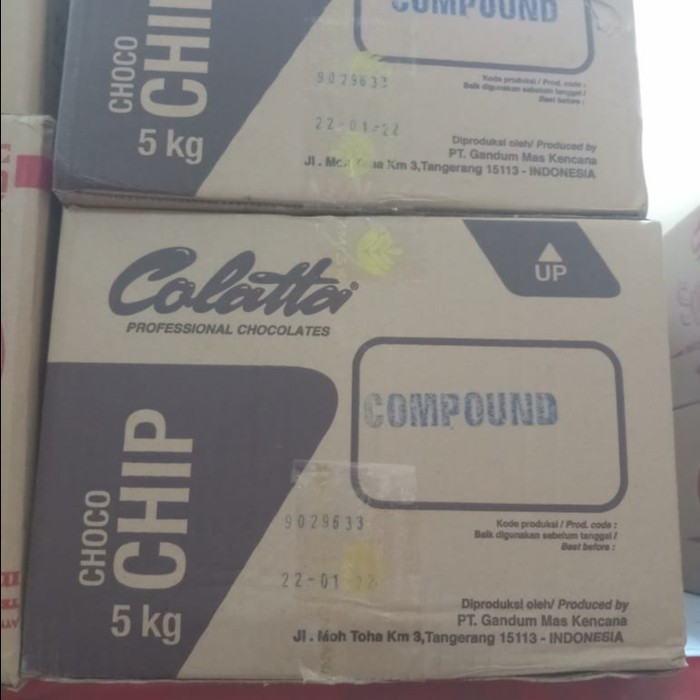 COMPOUND
CHOCO
CHIP
5 kg
9029633
22-01-22
Kode produksi / Prod. code :
Baik digunakan sebelum tanggal /
Best before :
Diproduksi oleh/ Produced by
PT. Gandum Mas Kencana
Jl . Moh Toha Km 3,Tangerang 15113 - INDONESIA
Colatta®
PROFESSIONAL CHOCOLATES
UP
COMPOUND
CHOCO
CHIP
5 kg
9029633
22-01
Kode produksi / Prod. code :
Baik digunakan sebelum tanggal /
Best before :
Diproduksi oleh/ Produced by
PT. Gandum Mas Kencana
Jl . Moh Toha Km 3,Tangerang 15113 - INDONESIA